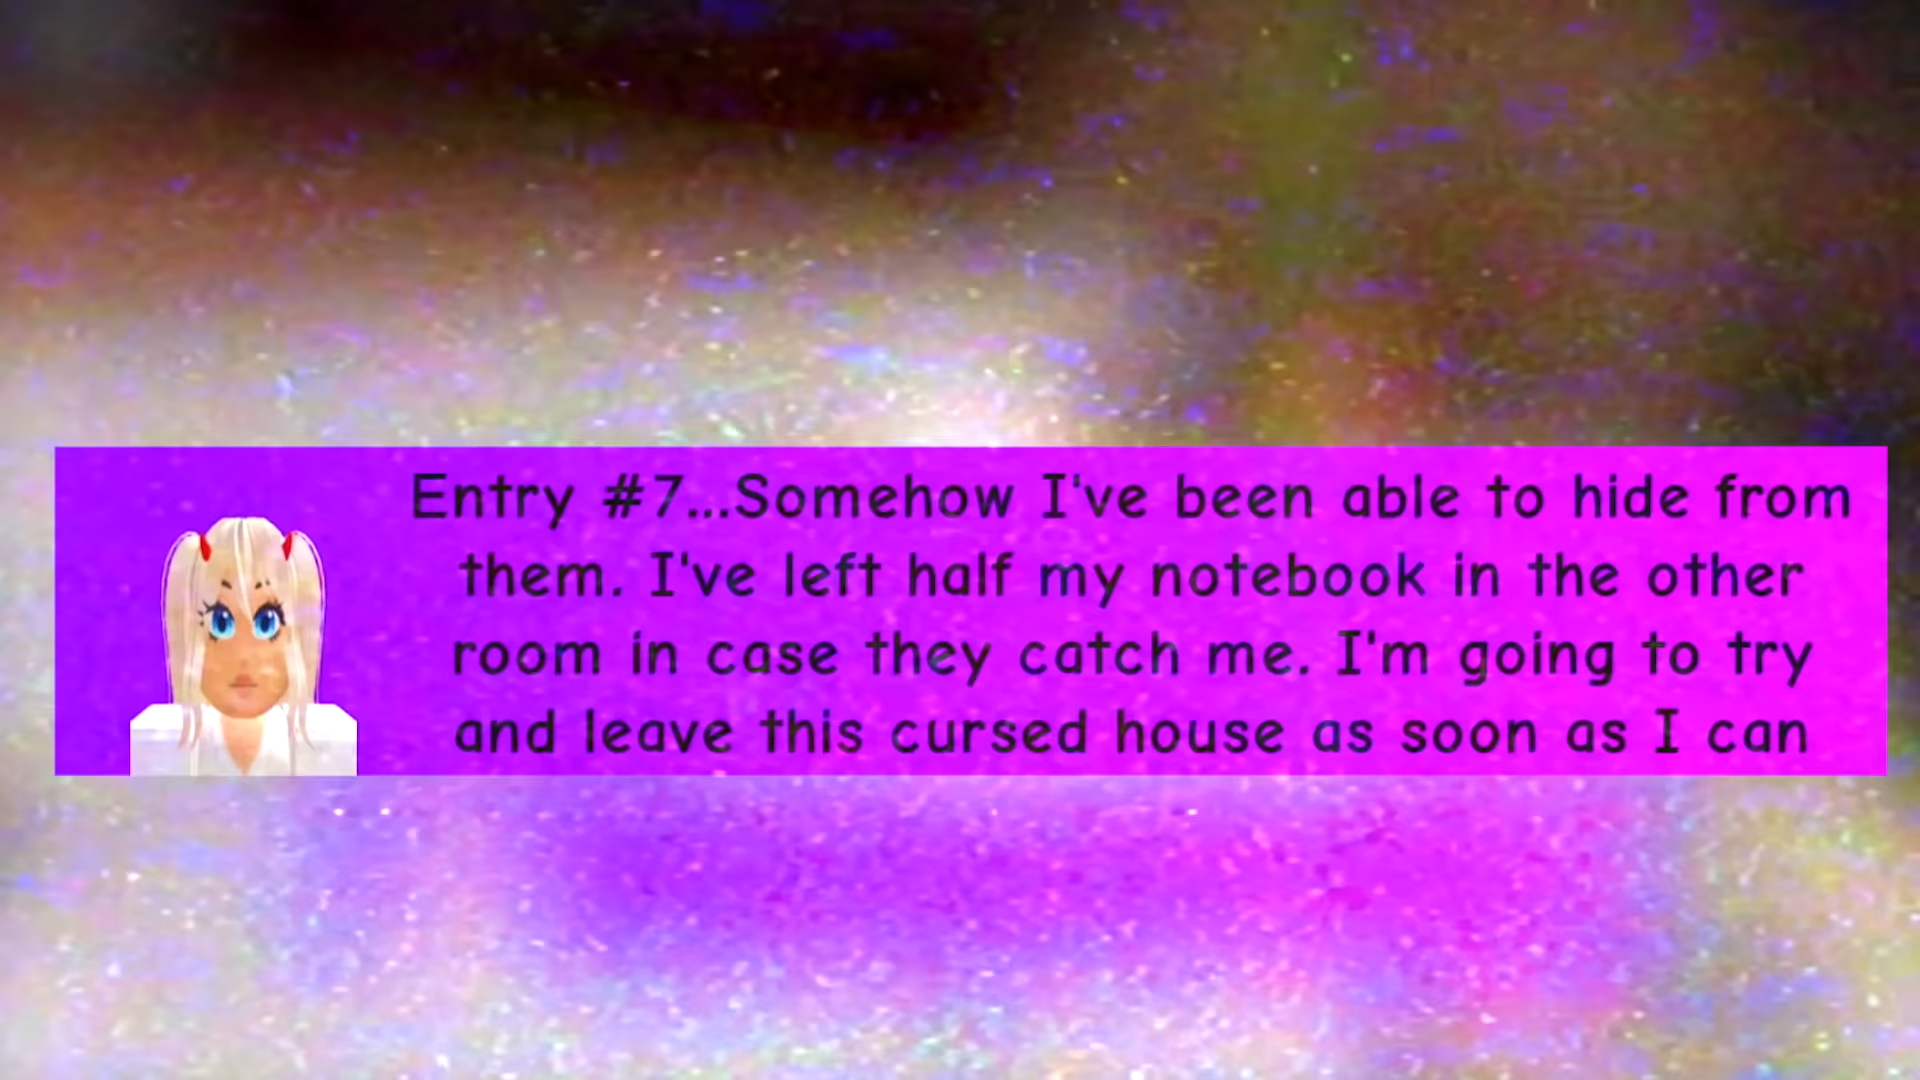 Entry #7...Somehow I've been able to hide from
them. I've left half my notebook in the other
room in case they catch me. I'm going to try
and leave this cursed house as soon as I can